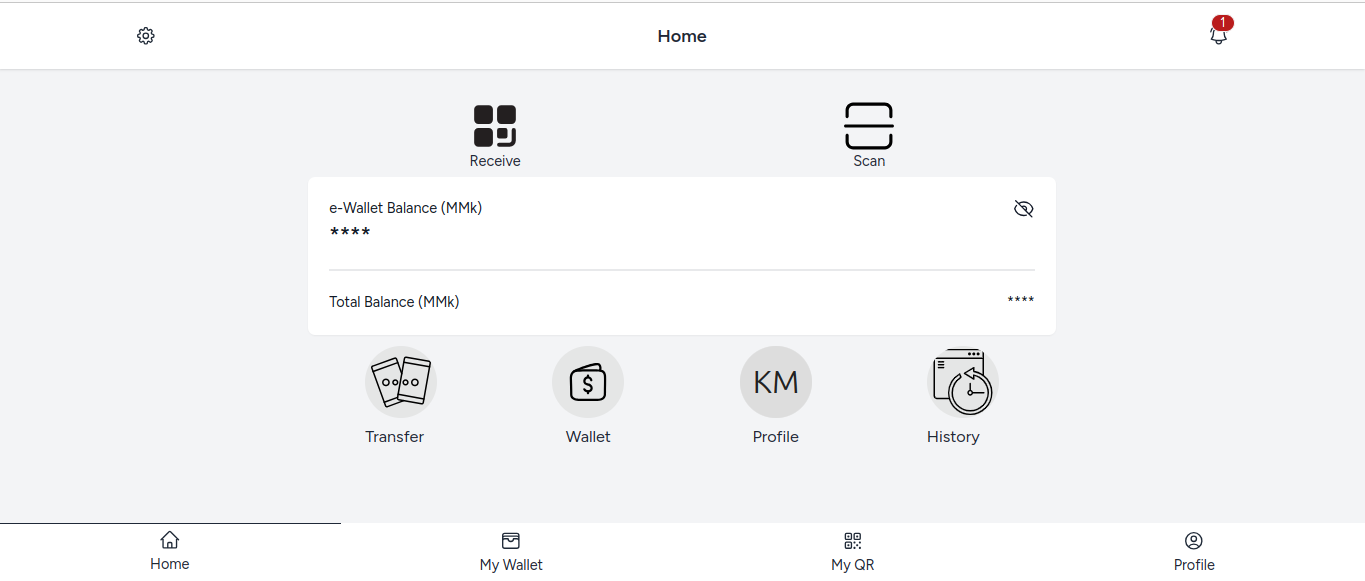 Home
1
Receive
Scan
e-Wallet Balance (MMk)
****
Total Balance (MMk)
****
$
KM
Transfer
Wallet
Profile
History
Home
My Wallet
My QR
Profile